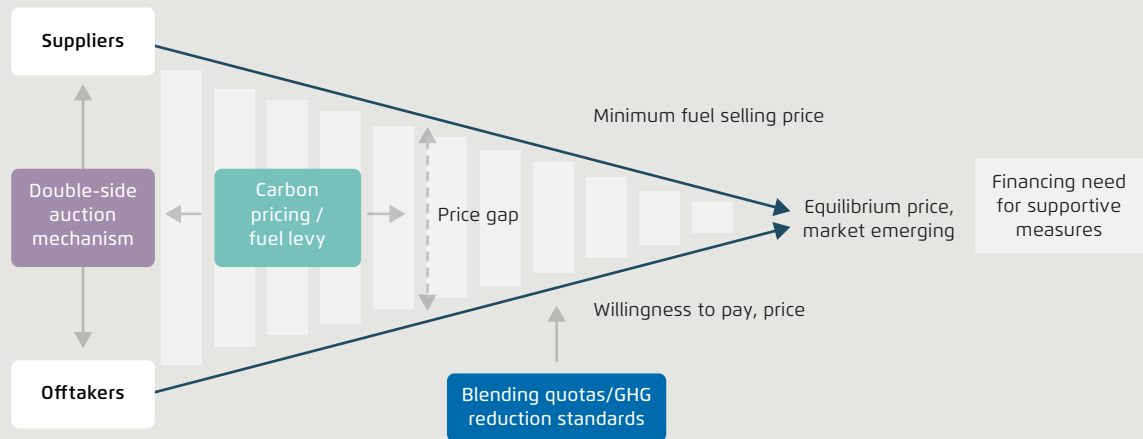 Suppliers
Minimum fuel selling price
Double-side
auction
mechanism
Carbon
pricing /
fuel levy
Price gap
Equilibrium price,
market emerging
Financing need
for supportive
measures
Willingness to pay, price
Offtakers
Blending quotas/GHG
reduction standards